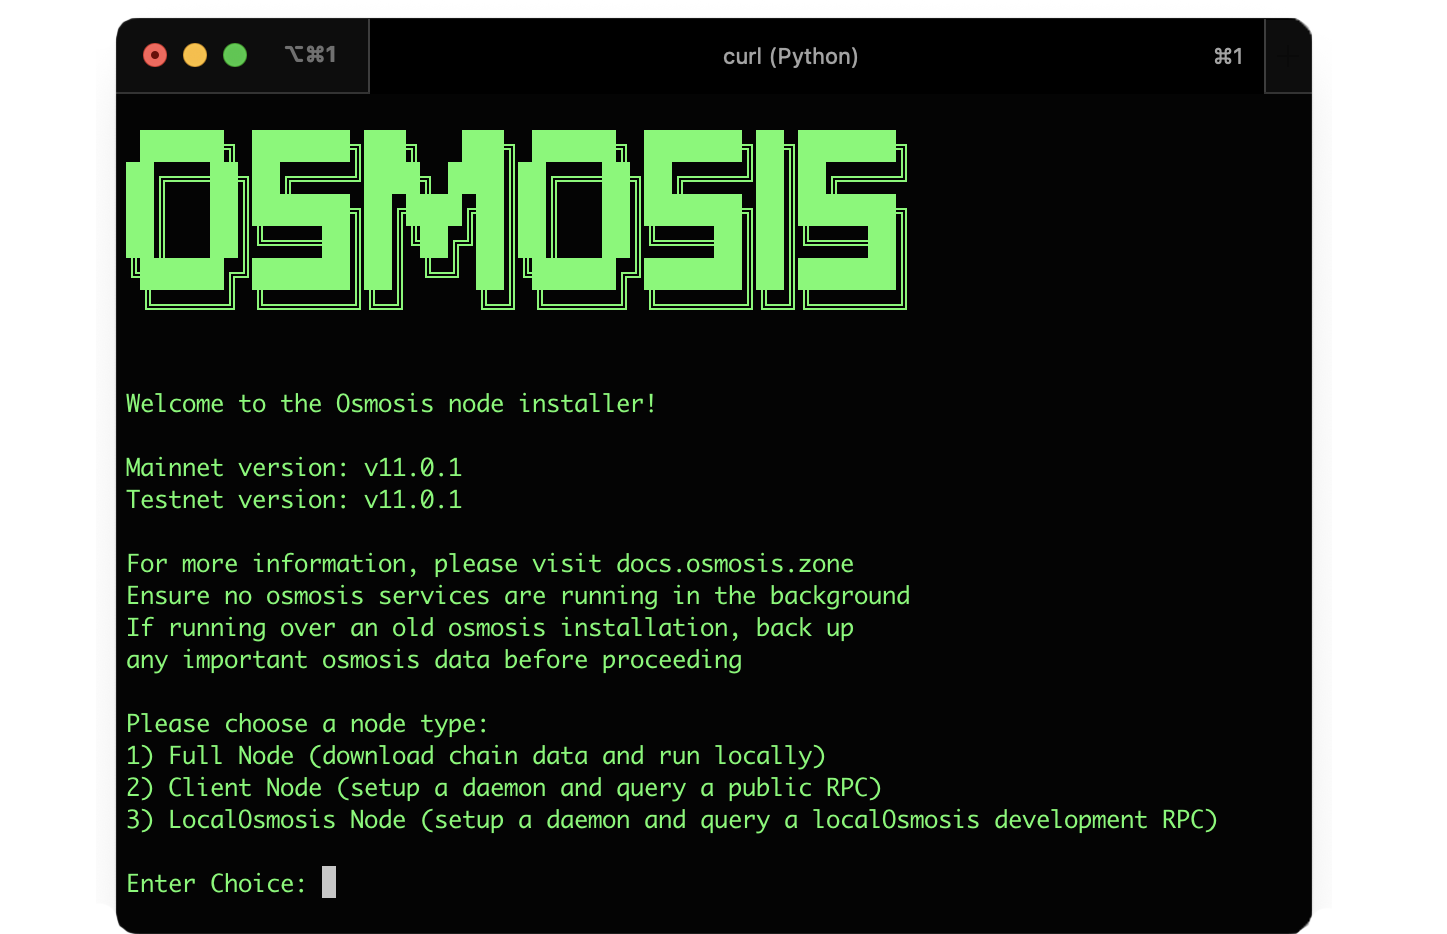 ⌥⌘1
curl (Python)
⌘1
OSMOSIS
Welcome to the Osmosis node installer!
Mainnet version: v11.0.1
Testnet version: v11.0.1
For more information, please visit docs.osmosis.zone
Ensure no osmosis services are running in the background
If running over an old osmosis installation, back up
any important osmosis data before proceeding
Please choose a node type:
1) Full Node (download chain data and run locally)
2) Client Node (setup a daemon and query a public RPC)
3) LocalOsmosis Node (setup a daemon and query a localOsmosis development RPC)
Enter Choice: